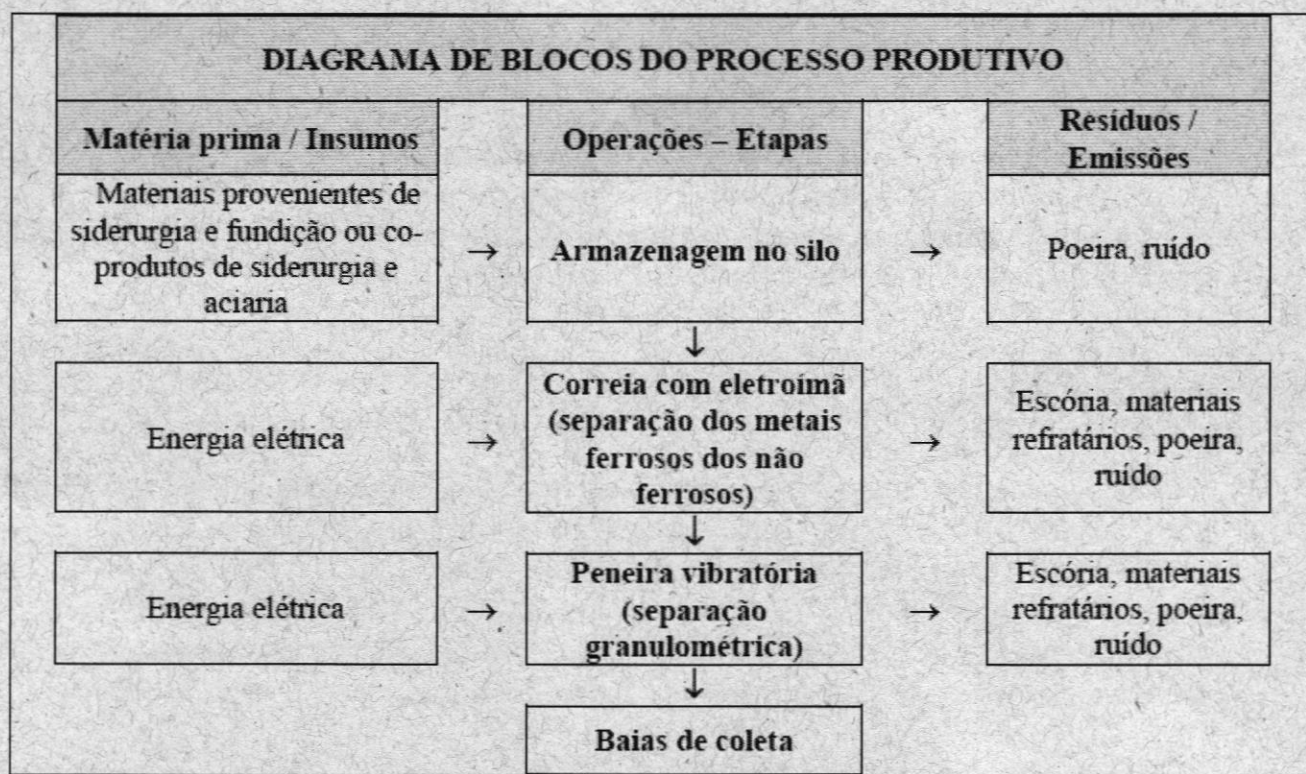 DIAGRAMA DE BLOCOS DO PROCESSO PRODUTIVO
Matéria prima / Insumos
Operações – Etapas
Resíduos /
Emissões
Materiais provenientes de
siderurgia e fundição ou co-
produtos de siderurgia e
aciaria
→
Armazenagem no silo
→
Poeira, ruído
↓
Energia elétrica
→
Correia com eletroímã
(separação dos metais
ferrosos dos não
ferrosos)
→
Escória, materiais
refratários, poeira,
ruído
↓
Energia elétrica
→
Peneira vibratória
(separação
granulométrica)
→
Escória, materiais
refratários, poeira,
ruído
↓
Baias de coleta